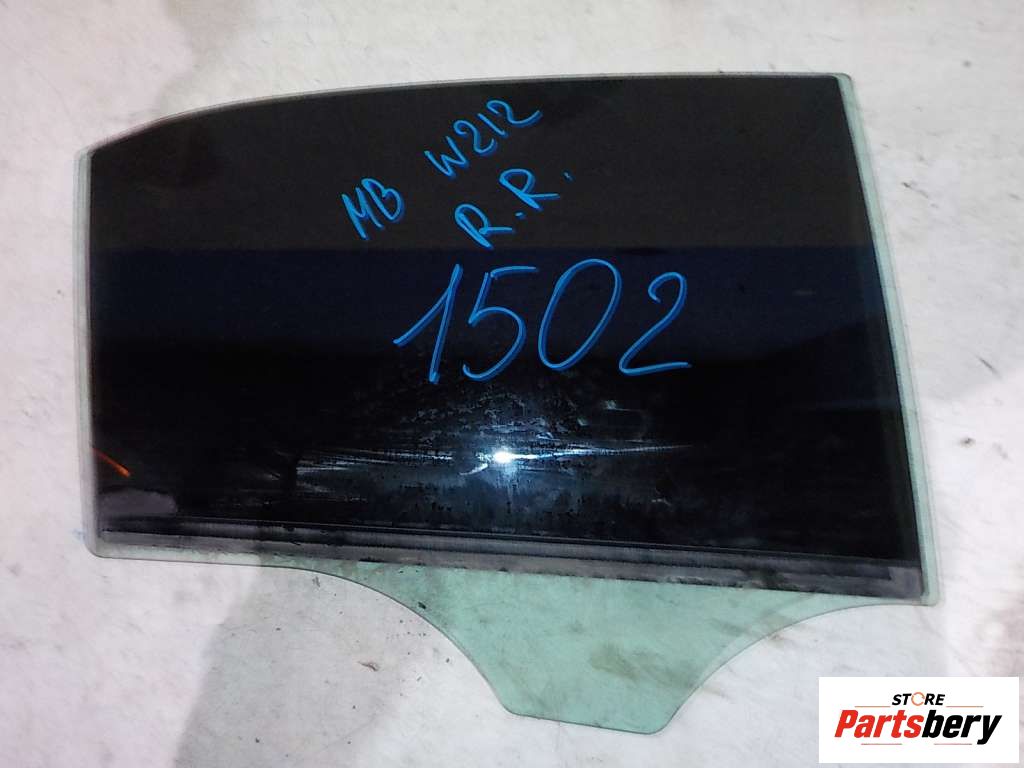 MB W212
R.R.
1502
STORE
Partsbery